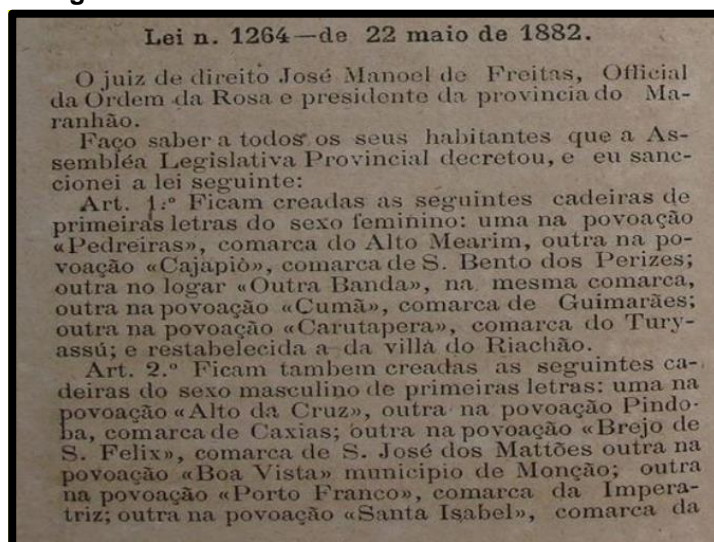 Lei n. 1264—de 22 maio de 1882.
O juiz de direito José Manoel de Freitas, Official
da Ordem da Rosa e presidente da provincia do Ma-
ranhão.
Faço saber a todos os seus habitantes que a As-
sembléa Legislativa Provincial decretou, e eu sanc-
cionei a lei seguinte:
Art. 1.º Ficam creadas as seguintes cadeiras de
primeiras letras do sexo feminino: uma na povoação
«Pedreiras», comarca do Alto Mearim, outra na po-
voação «Cajapiò», comarca de S. Bento dos Perizes;
outra no logar «Outra Banda», na mesma comarca,
outra na povoação «Cumã», comarca de Guimarães;
outra na povoação «Carutapera», comarca do Tury-
assú; e restabelecida a da villa do Riachão.
Art. 2.º Ficam tambem creadas as seguintes ca-
deiras do sexo masculino de primeiras letras: uma na
povoação «Alto da Cruz», outra na povoação Pindo-
ba, comarca de Caxias; outra na povoação «Brejo de
S. Felix», comarca de S. José dos Mattões outra na
povoação «Boa Vista» municipio de Monção; outra
na povoação «Porto Franco», comarca da Impera-
triz; outra na povoação «Santa Isabel», comarca da